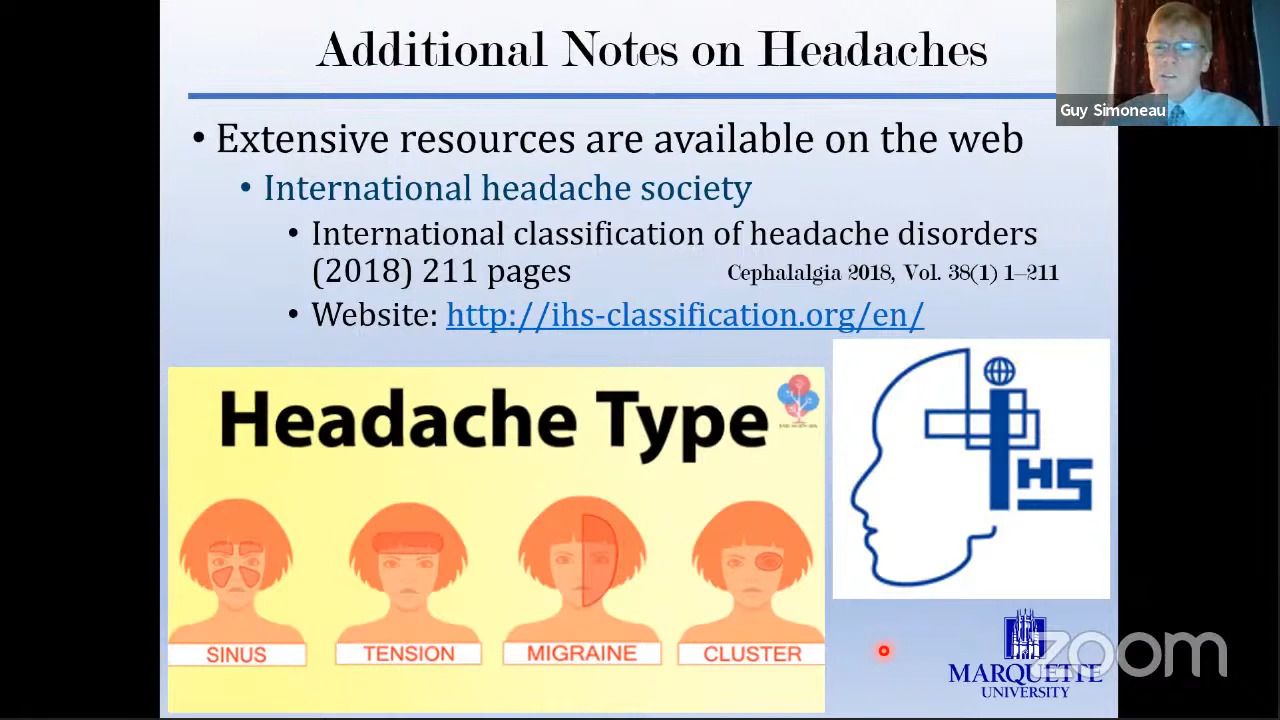 Additional Notes on Headaches
Guy Simoneau
• Extensive resources are available on the web
• International headache society
• International classification of headache disorders
(2018) 211 pages
Cephalalgia 2018, Vol. 38(1) 1–211
• Website: http://ihs-classification.org/en/
Headache Type
SINUS
TENSION
MIGRAINE
CLUSTER
ihs
MARQUETTE
UNIVERSITY
zoom